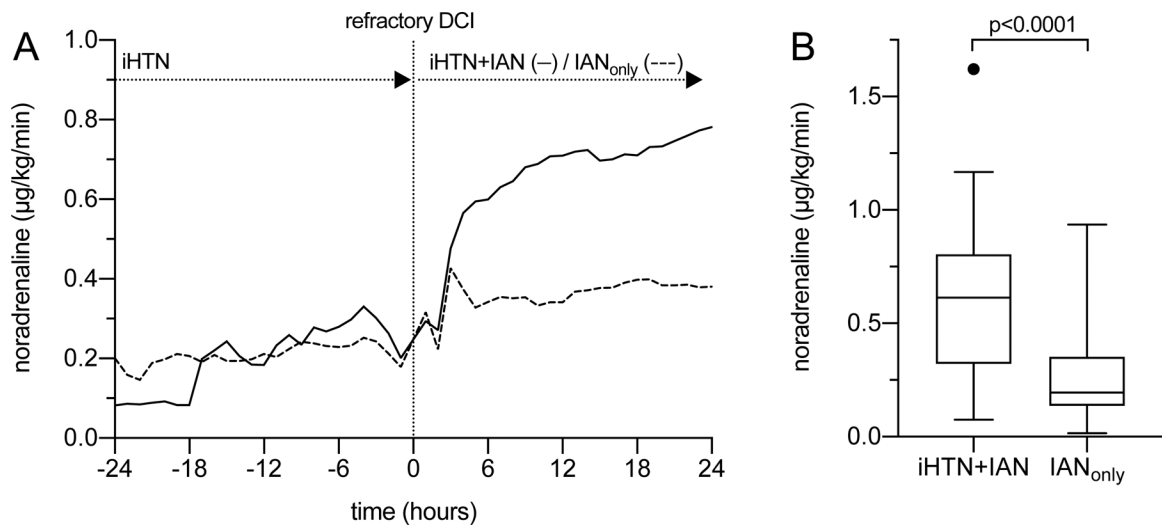 A
refractory DCI
iHTN
iHTN+IAN (—) / IANonly (---)
noradrenaline (µg/kg/min)
1.0
0.8
0.6
0.4
0.2
0.0
-24 -18 -12 -6 0 6 12 18 24
time (hours)
B
p<0.0001
noradrenaline (µg/kg/min)
1.5
1.0
0.5
0.0
iHTN+IAN IANonly